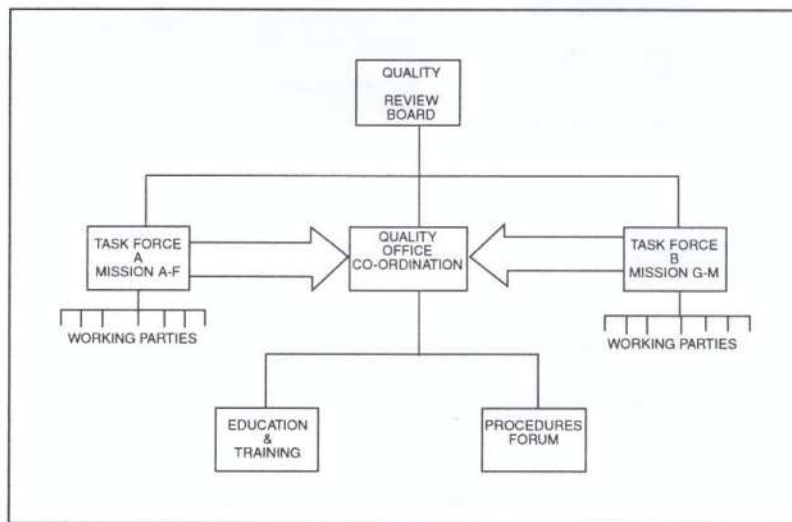 QUALITY
REVIEW
BOARD
TASK FORCE
A
MISSION A-F
QUALITY
OFFICE
CO-ORDINATION
TASK FORCE
B
MISSION G-M
WORKING PARTIES
WORKING PARTIES
EDUCATION
&
TRAINING
PROCEDURES
FORUM